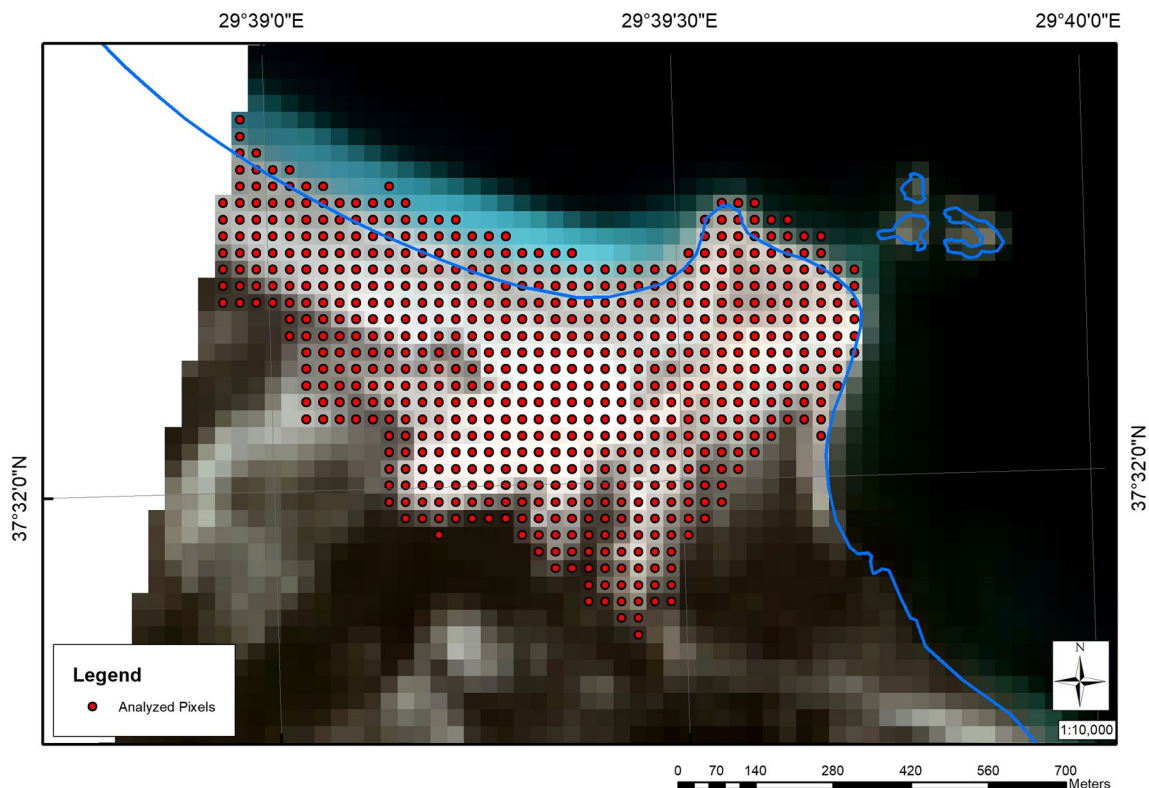 29°39'0"E 29°39'30"E 29°40'0"E
37°32'0"N 37°32'0"N
Legend
Analyzed Pixels
N
1:10,000
0 70 140 280 420 560 700
Meters